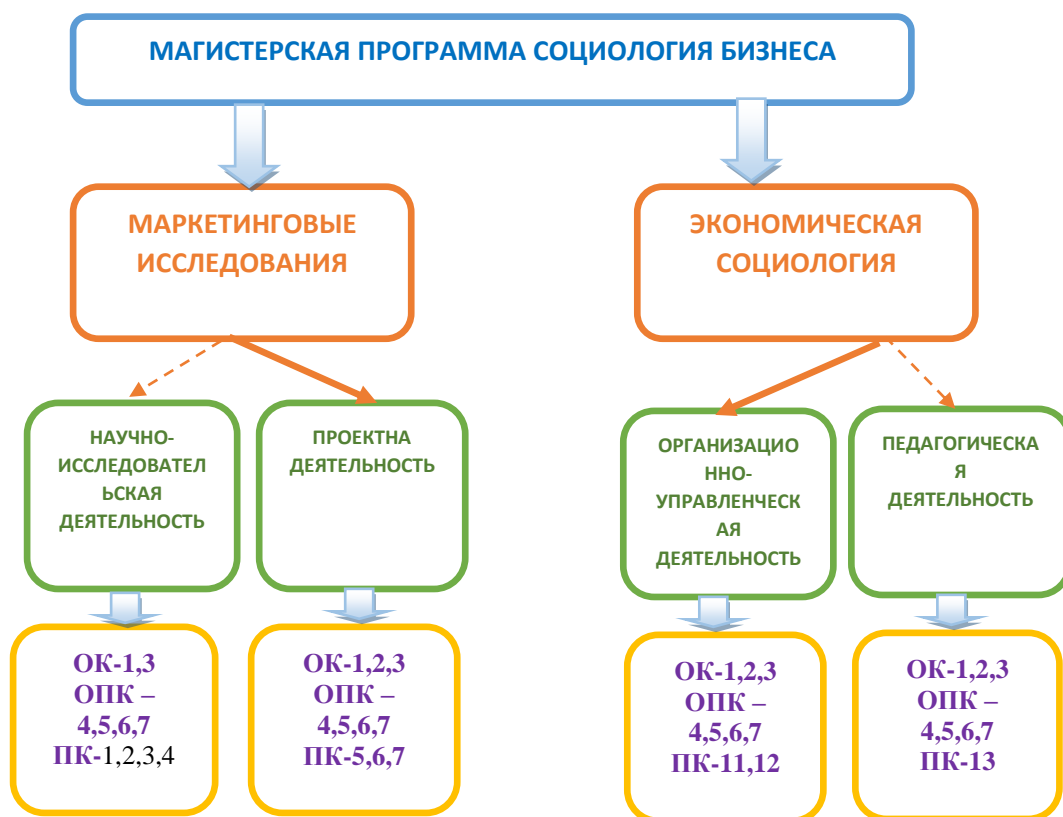 МАГИСТЕРСКАЯ ПРОГРАММА СОЦИОЛОГИЯ БИЗНЕСА
МАРКЕТИНГОВЫЕ
ИССЛЕДОВАНИЯ
ЭКОНОМИЧЕСКАЯ
СОЦИОЛОГИЯ
НАУЧНО-
ИССЛЕДОВАТЕЛ
ЬСКАЯ
ДЕЯТЕЛЬНОСТЬ
ПРОЕКТНА
ДЕЯТЕЛЬНОСТЬ
ОРГАНИЗАЦИО
ННО-
УПРАВЛЕНЧЕСК
АЯ
ДЕЯТЕЛЬНОСТЬ
ПЕДАГОГИЧЕСКА
Я
ДЕЯТЕЛЬНОСТЬ
ОК-1,3
ОПК –
4,5,6,7
ПК-1,2,3,4
ОК-1,2,3
ОПК –
4,5,6,7
ПК-5,6,7
ОК-1,2,3
ОПК –
4,5,6,7
ПК-11,12
ОК-1,2,3
ОПК –
4,5,6,7
ПК-13